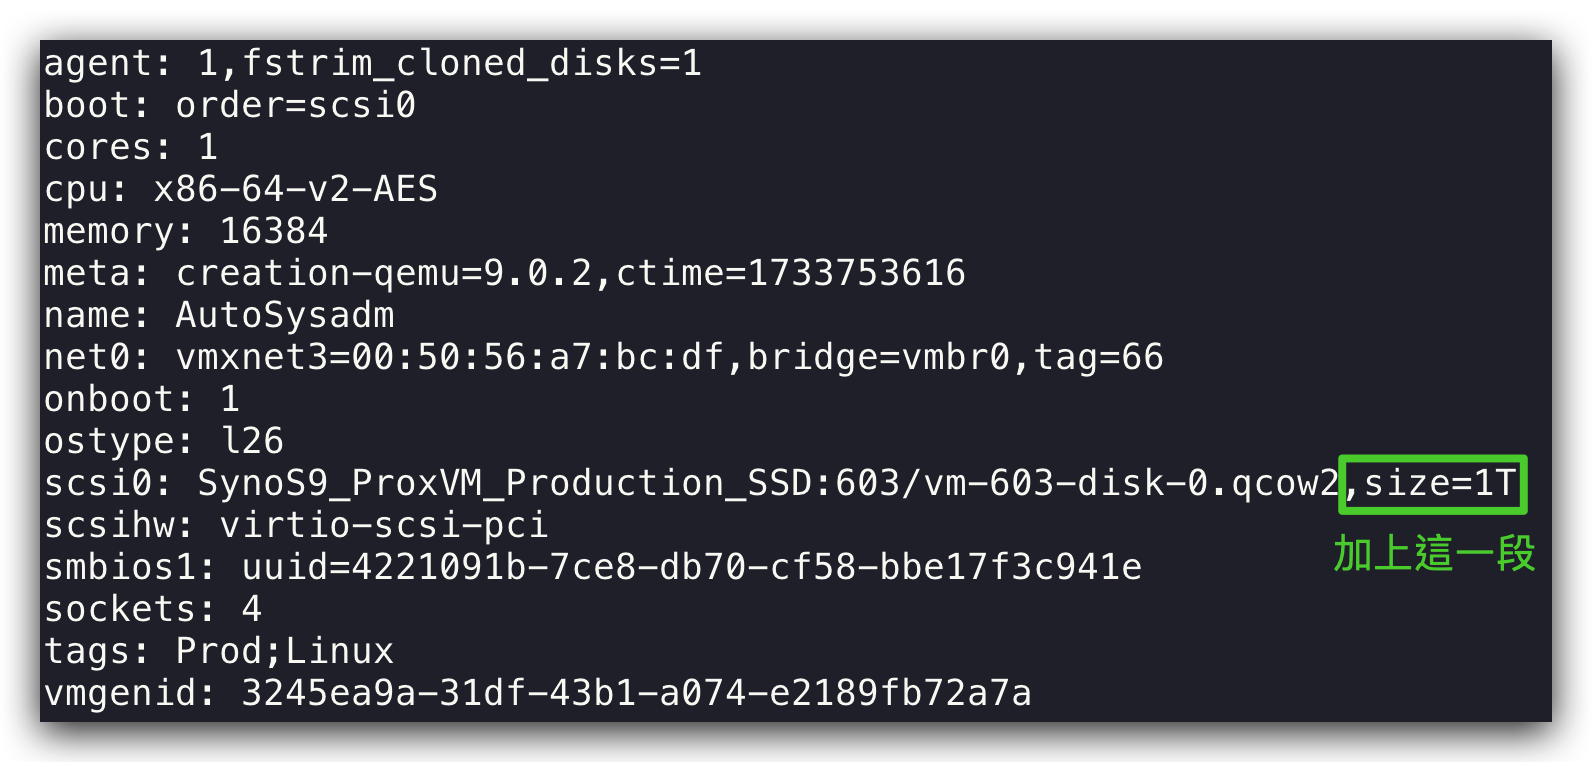 agent: 1,fstrim_cloned_disks=1
boot: order=scsi0
cores: 1
cpu: x86-64-v2-AES
memory: 16384
meta: creation-qemu=9.0.2,ctime=1733753616
name: AutoSysadm
net0: vmxnet3=00:50:56:a7:bc:df,bridge=vmbr0,tag=66
onboot: 1
ostype: l26
scsi0: SynoS9_ProxVM_Production_SSD:603/vm-603-disk-0.qcow2,size=1T
scsihw: virtio-scsi-pci
加上這一段
smbios1: uuid=4221091b-7ce8-db70-cf58-bbe17f3c941e
sockets: 4
tags: Prod;Linux
vmgenid: 3245ea9a-31df-43b1-a074-e2189fb72a7a